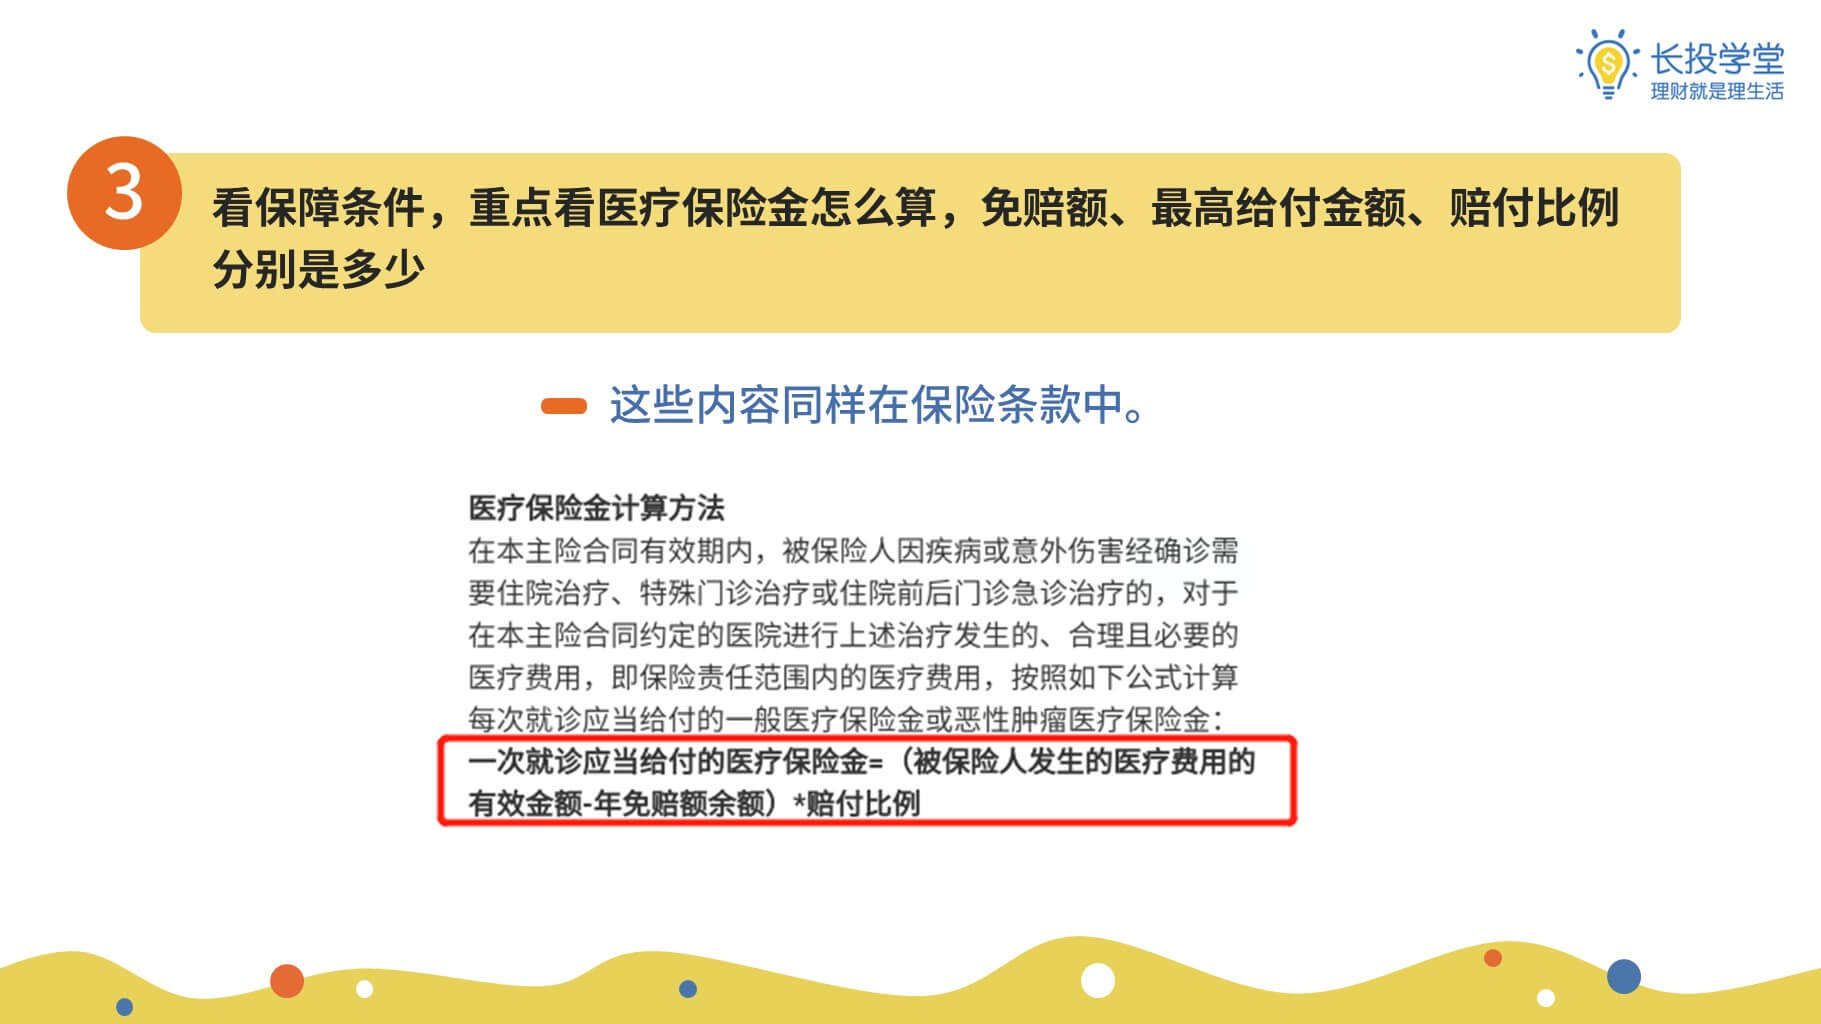 长投学堂
理财就是理生活
3
看保障条件，重点看医疗保险金怎么算，免赔额、最高给付金额、赔付比例
分别是多少
这些内容同样在保险条款中。
医疗保险金计算方法
在本主险合同有效期内，被保险人因疾病或意外伤害经确诊需
要住院治疗、特殊门诊治疗或住院前后门诊急诊治疗的，对于
在本主险合同约定的医院进行上述治疗发生的、合理且必要的
医疗费用，即保险责任范围内的医疗费用，按照如下公式计算
每次就诊应当给付的一般医疗保险金或恶性肿瘤医疗保险金：
一次就诊应当给付的医疗保险金=（被保险人发生的医疗费用的
有效金额-年免赔额余额）*赔付比例